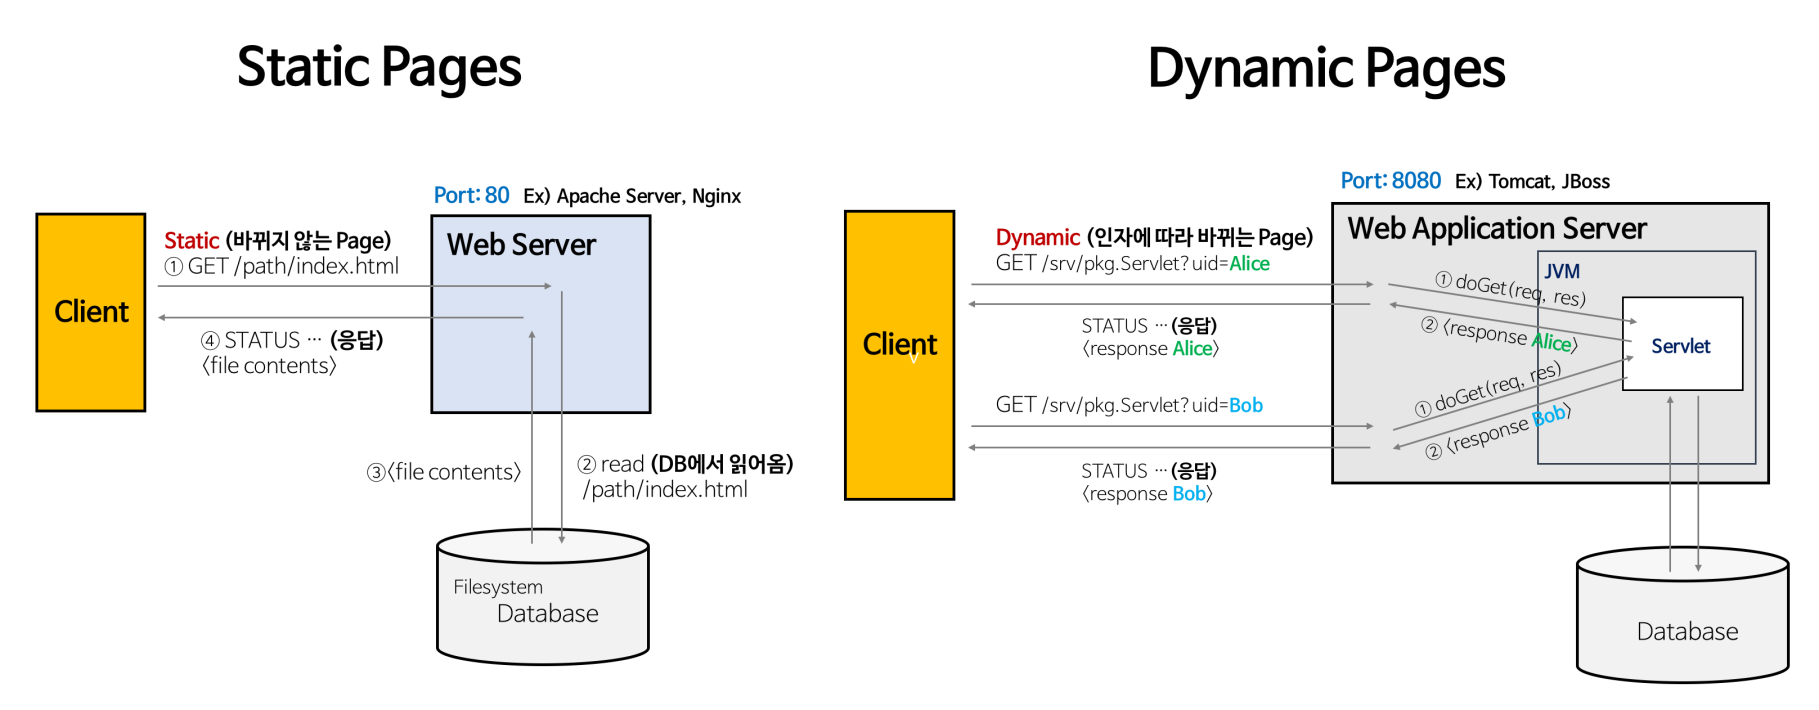 Static Pages
Port: 80 Ex) Apache Server, Nginx
Web Server
Client
Static (바뀌지 않는 Page)
① GET /path/index.html
④ STATUS ··· (응답)
〈file contents〉
③〈file contents〉
② read (DB에서 읽어옴)
/path/index.html
Filesystem
Database
Dynamic Pages
Port: 8080 Ex) Tomcat, JBoss
Web Application Server
JVM
Servlet
Client
v
Dynamic (인자에 따라 바뀌는 Page)
GET /srv/pkg.Servlet?uid=Alice
STATUS ··· (응답)
〈response Alice〉
GET /srv/pkg.Servlet?uid=Bob
STATUS ··· (응답)
〈response Bob〉
① doGet(req, res)
② 〈response Alice〉
① doGet(req, res)
② 〈response Bob〉
Database